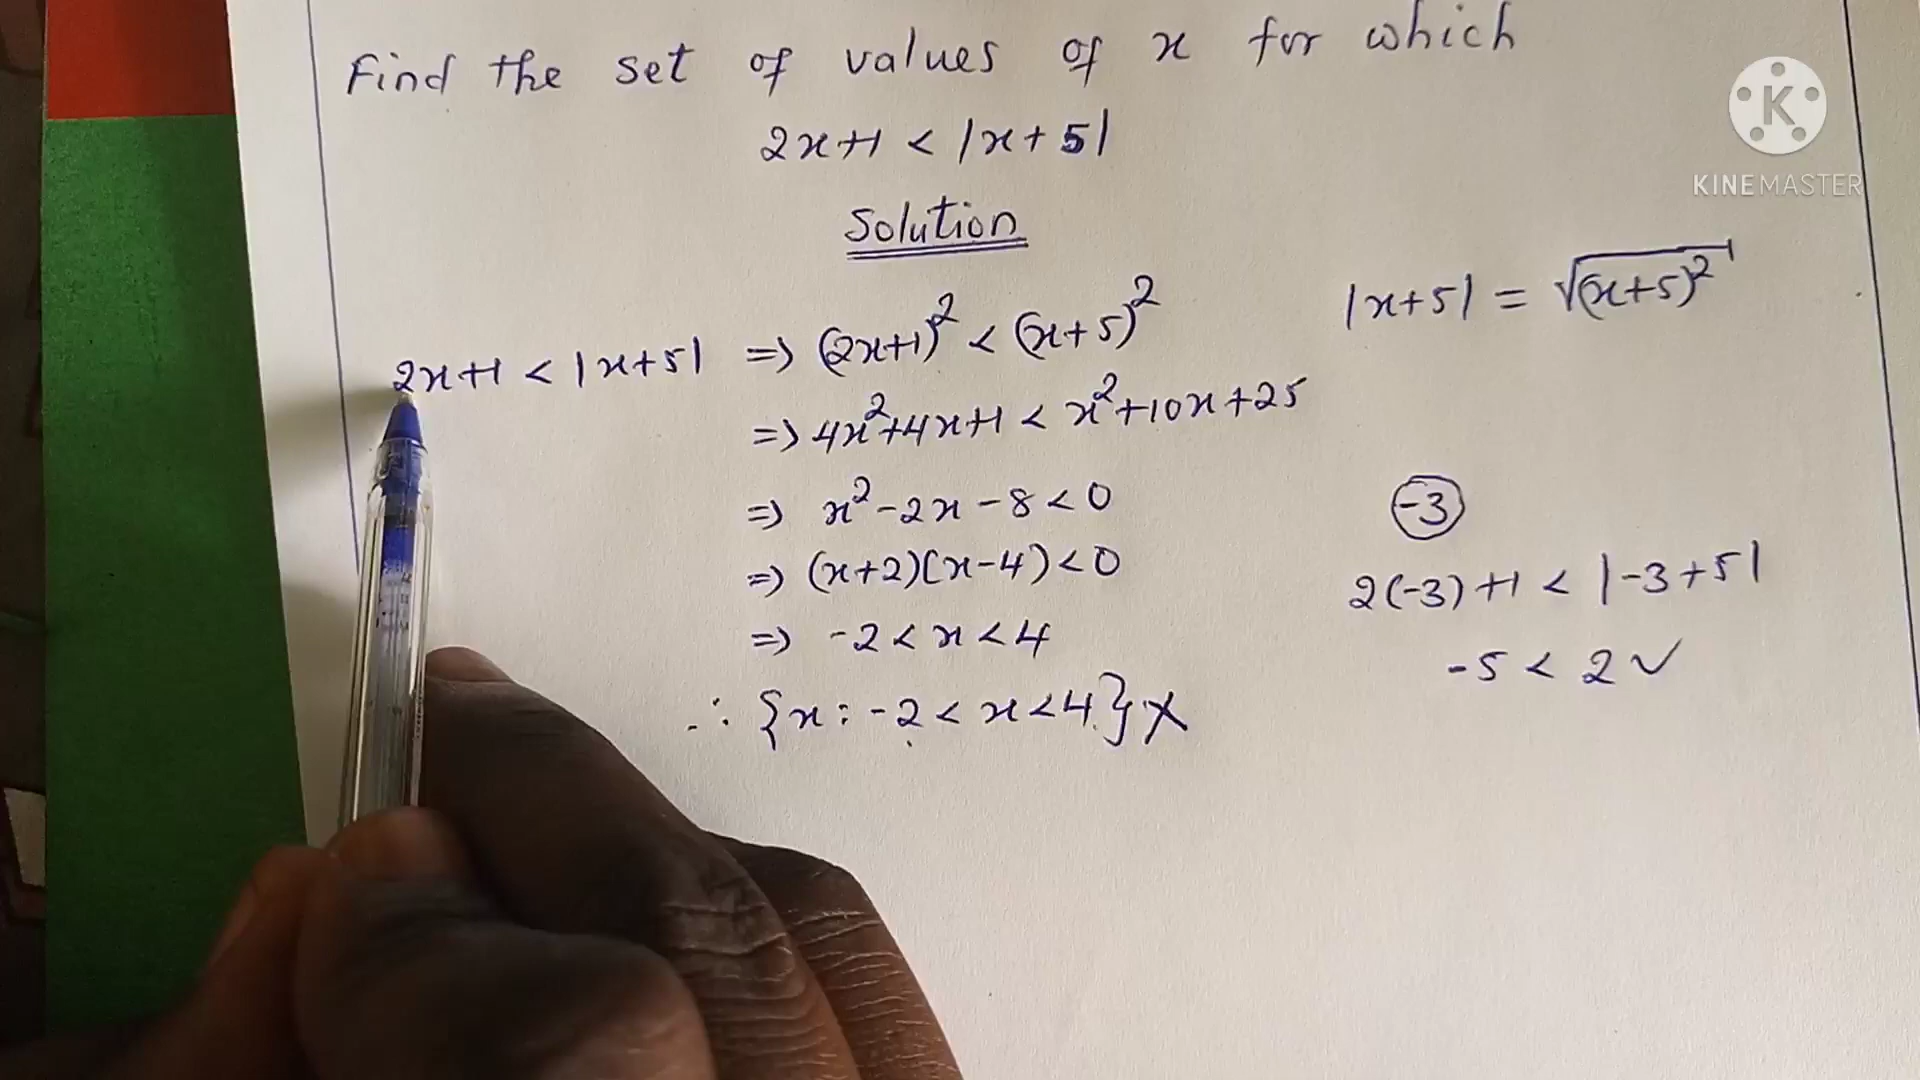 Find the set of values of x for which
2x+1 < |x+5|
Solution
2x+1 < |x+5| => (2x+1)² < (x+5)²
=> 4x²+4x+1 < x²+10x+25
=> x²-2x-8<0
=> (x+2)(x-4)<0
=> -2<x<4
∴ {x: -2<x<4} X
|x+5| = √(x+5)²
-3
2(-3)+1 < |-3+5|
-5 < 2 ✓
K
KINEMASTER